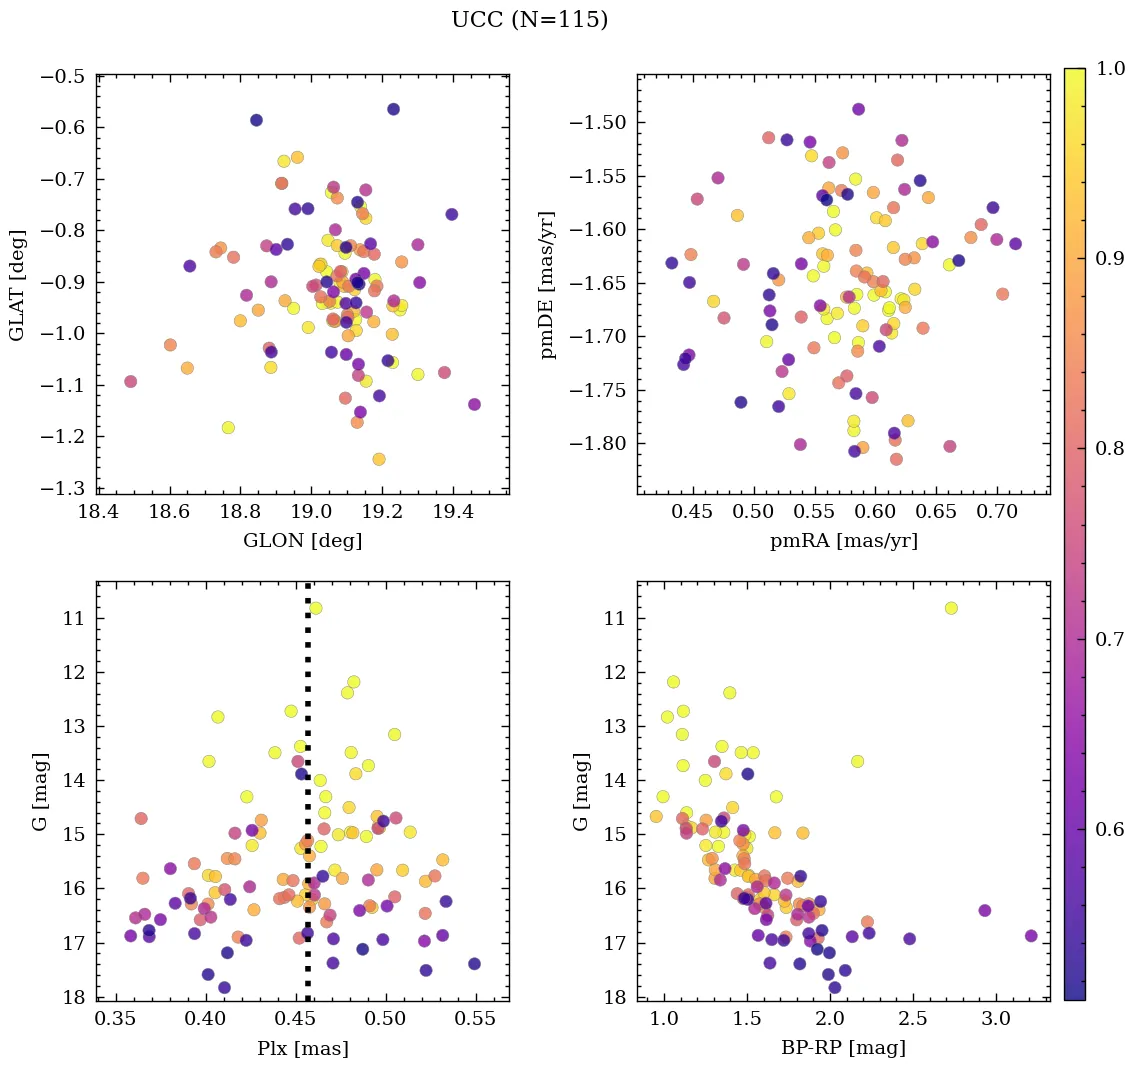 UCC (N=115)
−0.5
−0.6
−0.7
−0.8
−0.9
−1.0
−1.1
−1.2
−1.3
GLAT [deg]
18.4 18.6 18.8 19.0 19.2 19.4
GLON [deg]
−1.50
−1.55
−1.60
−1.65
−1.70
−1.75
−1.80
pmDE [mas/yr]
0.45 0.50 0.55 0.60 0.65 0.70
pmRA [mas/yr]
11
12
13
14
15
16
17
18
G [mag]
0.35 0.40 0.45 0.50 0.55
Plx [mas]
11
12
13
14
15
16
17
18
G [mag]
1.0 1.5 2.0 2.5 3.0
BP-RP [mag]
1.0
0.9
0.8
0.7
0.6